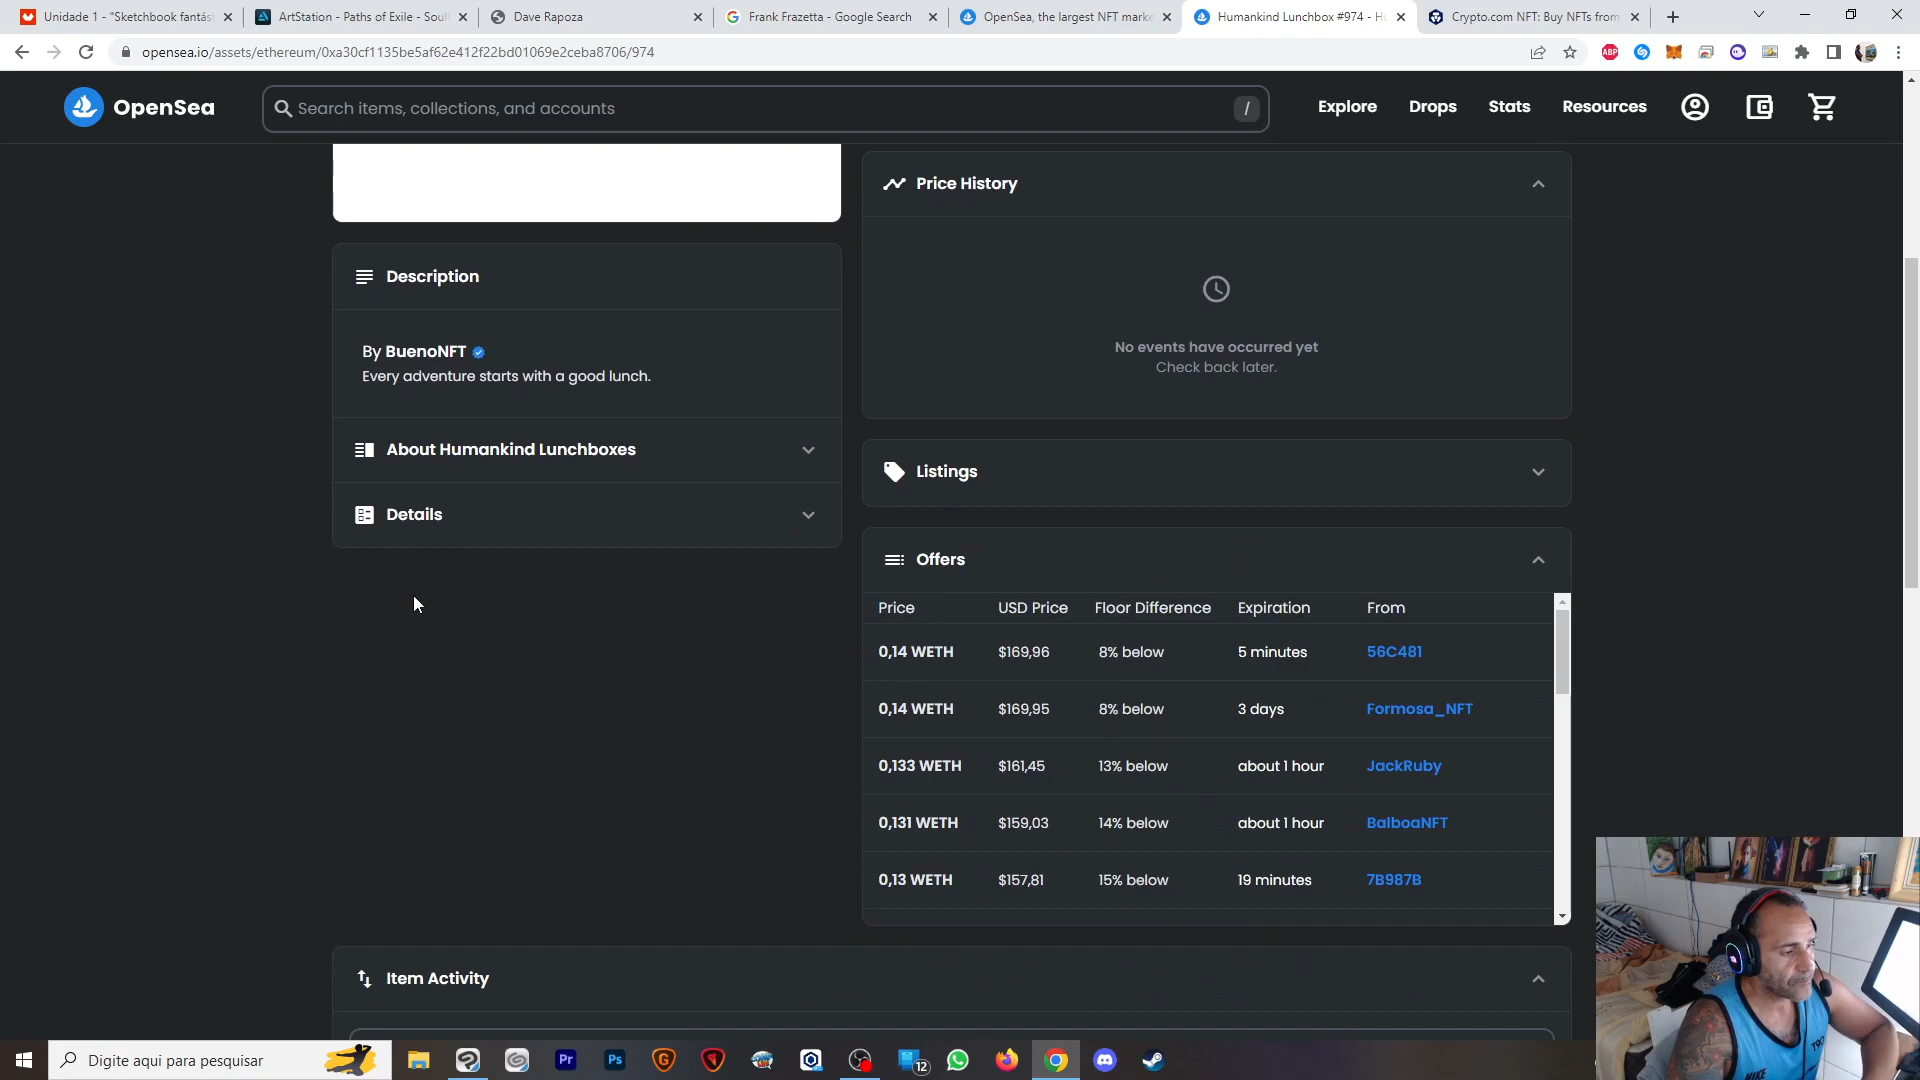 Unidade 1 - "Sketchbook fantást
ArtStation - Paths of Exile - Soul
Dave Rapoza
Frank Frazetta - Google Search
OpenSea, the largest NFT marke
Humankind Lunchbox #974 - Hu
Crypto.com NFT: Buy NFTs from
opensea.io/assets/ethereum/0xa30cf1135be5af62e412f22bd01069e2ceba8706/974
ABP
OpenSea
Search items, collections, and accounts
/
Explore
Drops
Stats
Resources
Description
By BuenoNFT
Every adventure starts with a good lunch.
About Humankind Lunchboxes
Details
Price History
No events have occurred yet
Check back later.
Listings
Offers
Price USD Price Floor Difference Expiration From
0,14 WETH $169,96 8% below 5 minutes 56C481
0,14 WETH $169,95 8% below 3 days Formosa_NFT
0,133 WETH $161,45 13% below about 1 hour JackRuby
0,131 WETH $159,03 14% below about 1 hour BalboaNFT
0,13 WETH $157,81 15% below 19 minutes 7B987B
Item Activity
Digite aqui para pesquisar
Pr
Ps
12
NIKE